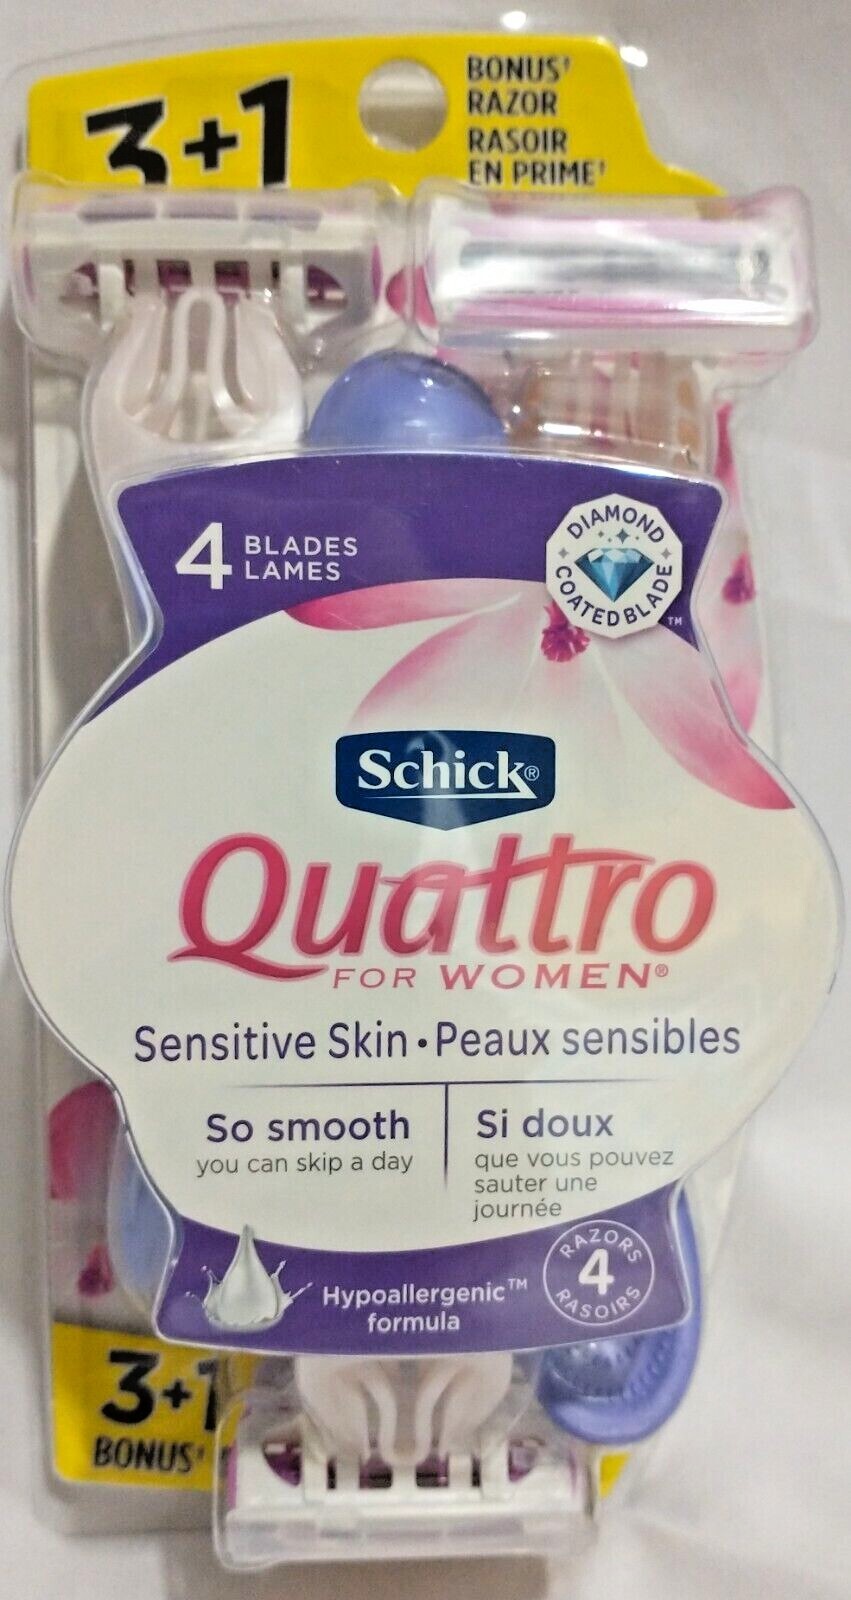 3+1
BONUS†
RAZOR
RASOIR
EN PRIME†
4 BLADES
LAMES
DIAMOND
COATED BLADE™
Schick®
Quattro
FOR WOMEN®
Sensitive Skin • Peaux sensibles
So smooth
you can skip a day
Si doux
que vous pouvez
sauter une
journée
Hypoallergenic™
formula
RAZORS
4
RASOIRS
3+1
BONUS†